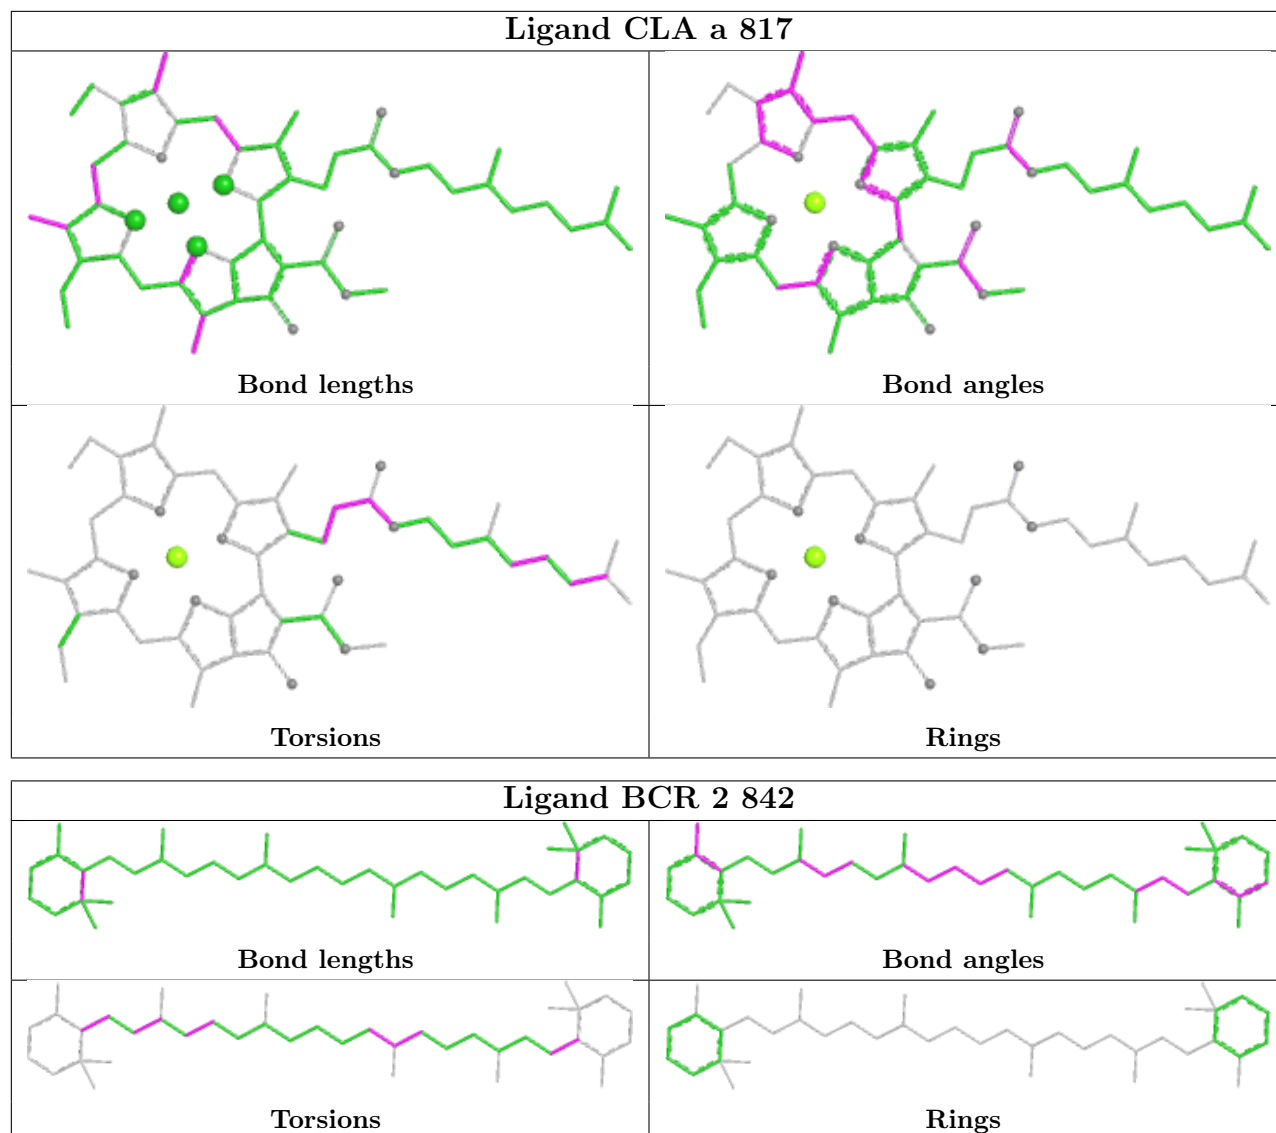 Ligand CLA a 817
Bond lengths
Bond angles
Torsions
Rings
Ligand BCR 2 842
Bond lengths
Bond angles
Torsions
Rings